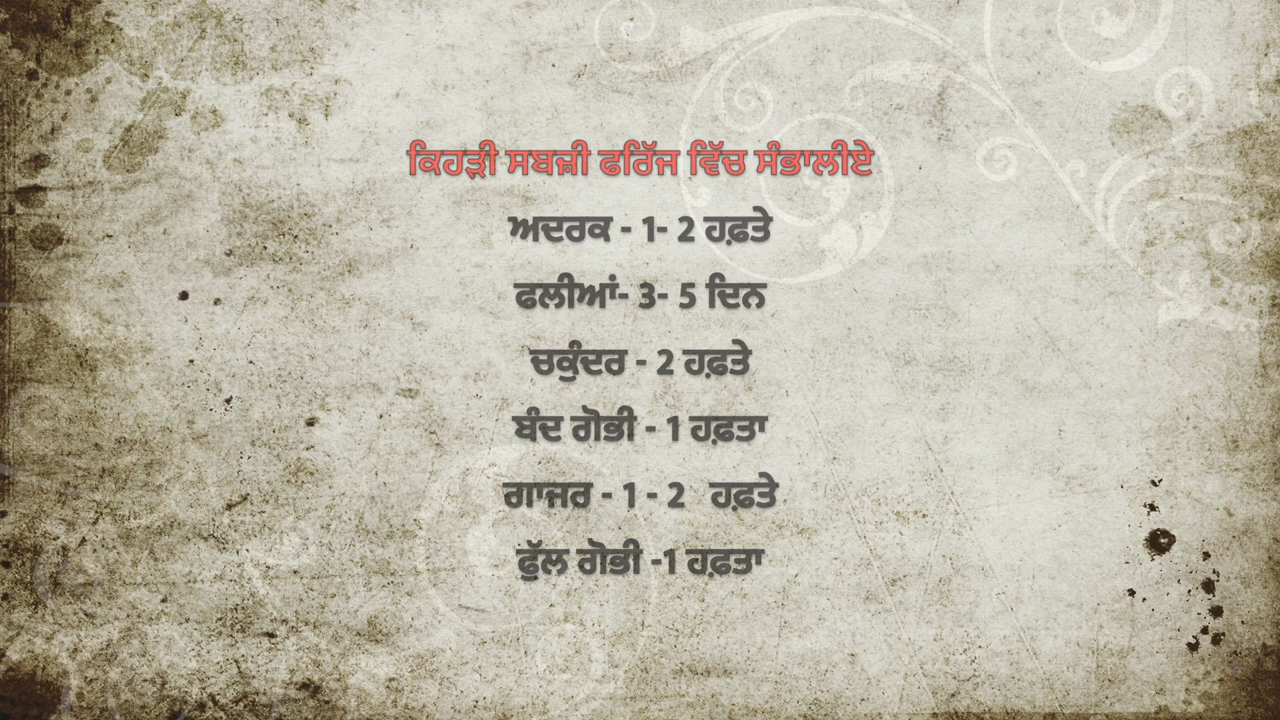 ਕਿਹੜੀ ਸਬਜ਼ੀ ਫਰਿੱਜ ਵਿੱਚ ਸੰਭਾਲੀਏ
ਅਦਰਕ - 1- 2 ਹਫ਼ਤੇ
ਫਲੀਆਂ- 3- 5 ਦਿਨ
ਚਕੁੰਦਰ - 2 ਹਫ਼ਤੇ
ਬੰਦ ਗੋਭੀ - 1 ਹਫ਼ਤਾ
ਗਾਜਰ - 1 - 2 ਹਫ਼ਤੇ
ਫੁੱਲ ਗੋਭੀ -1 ਹਫ਼ਤਾ